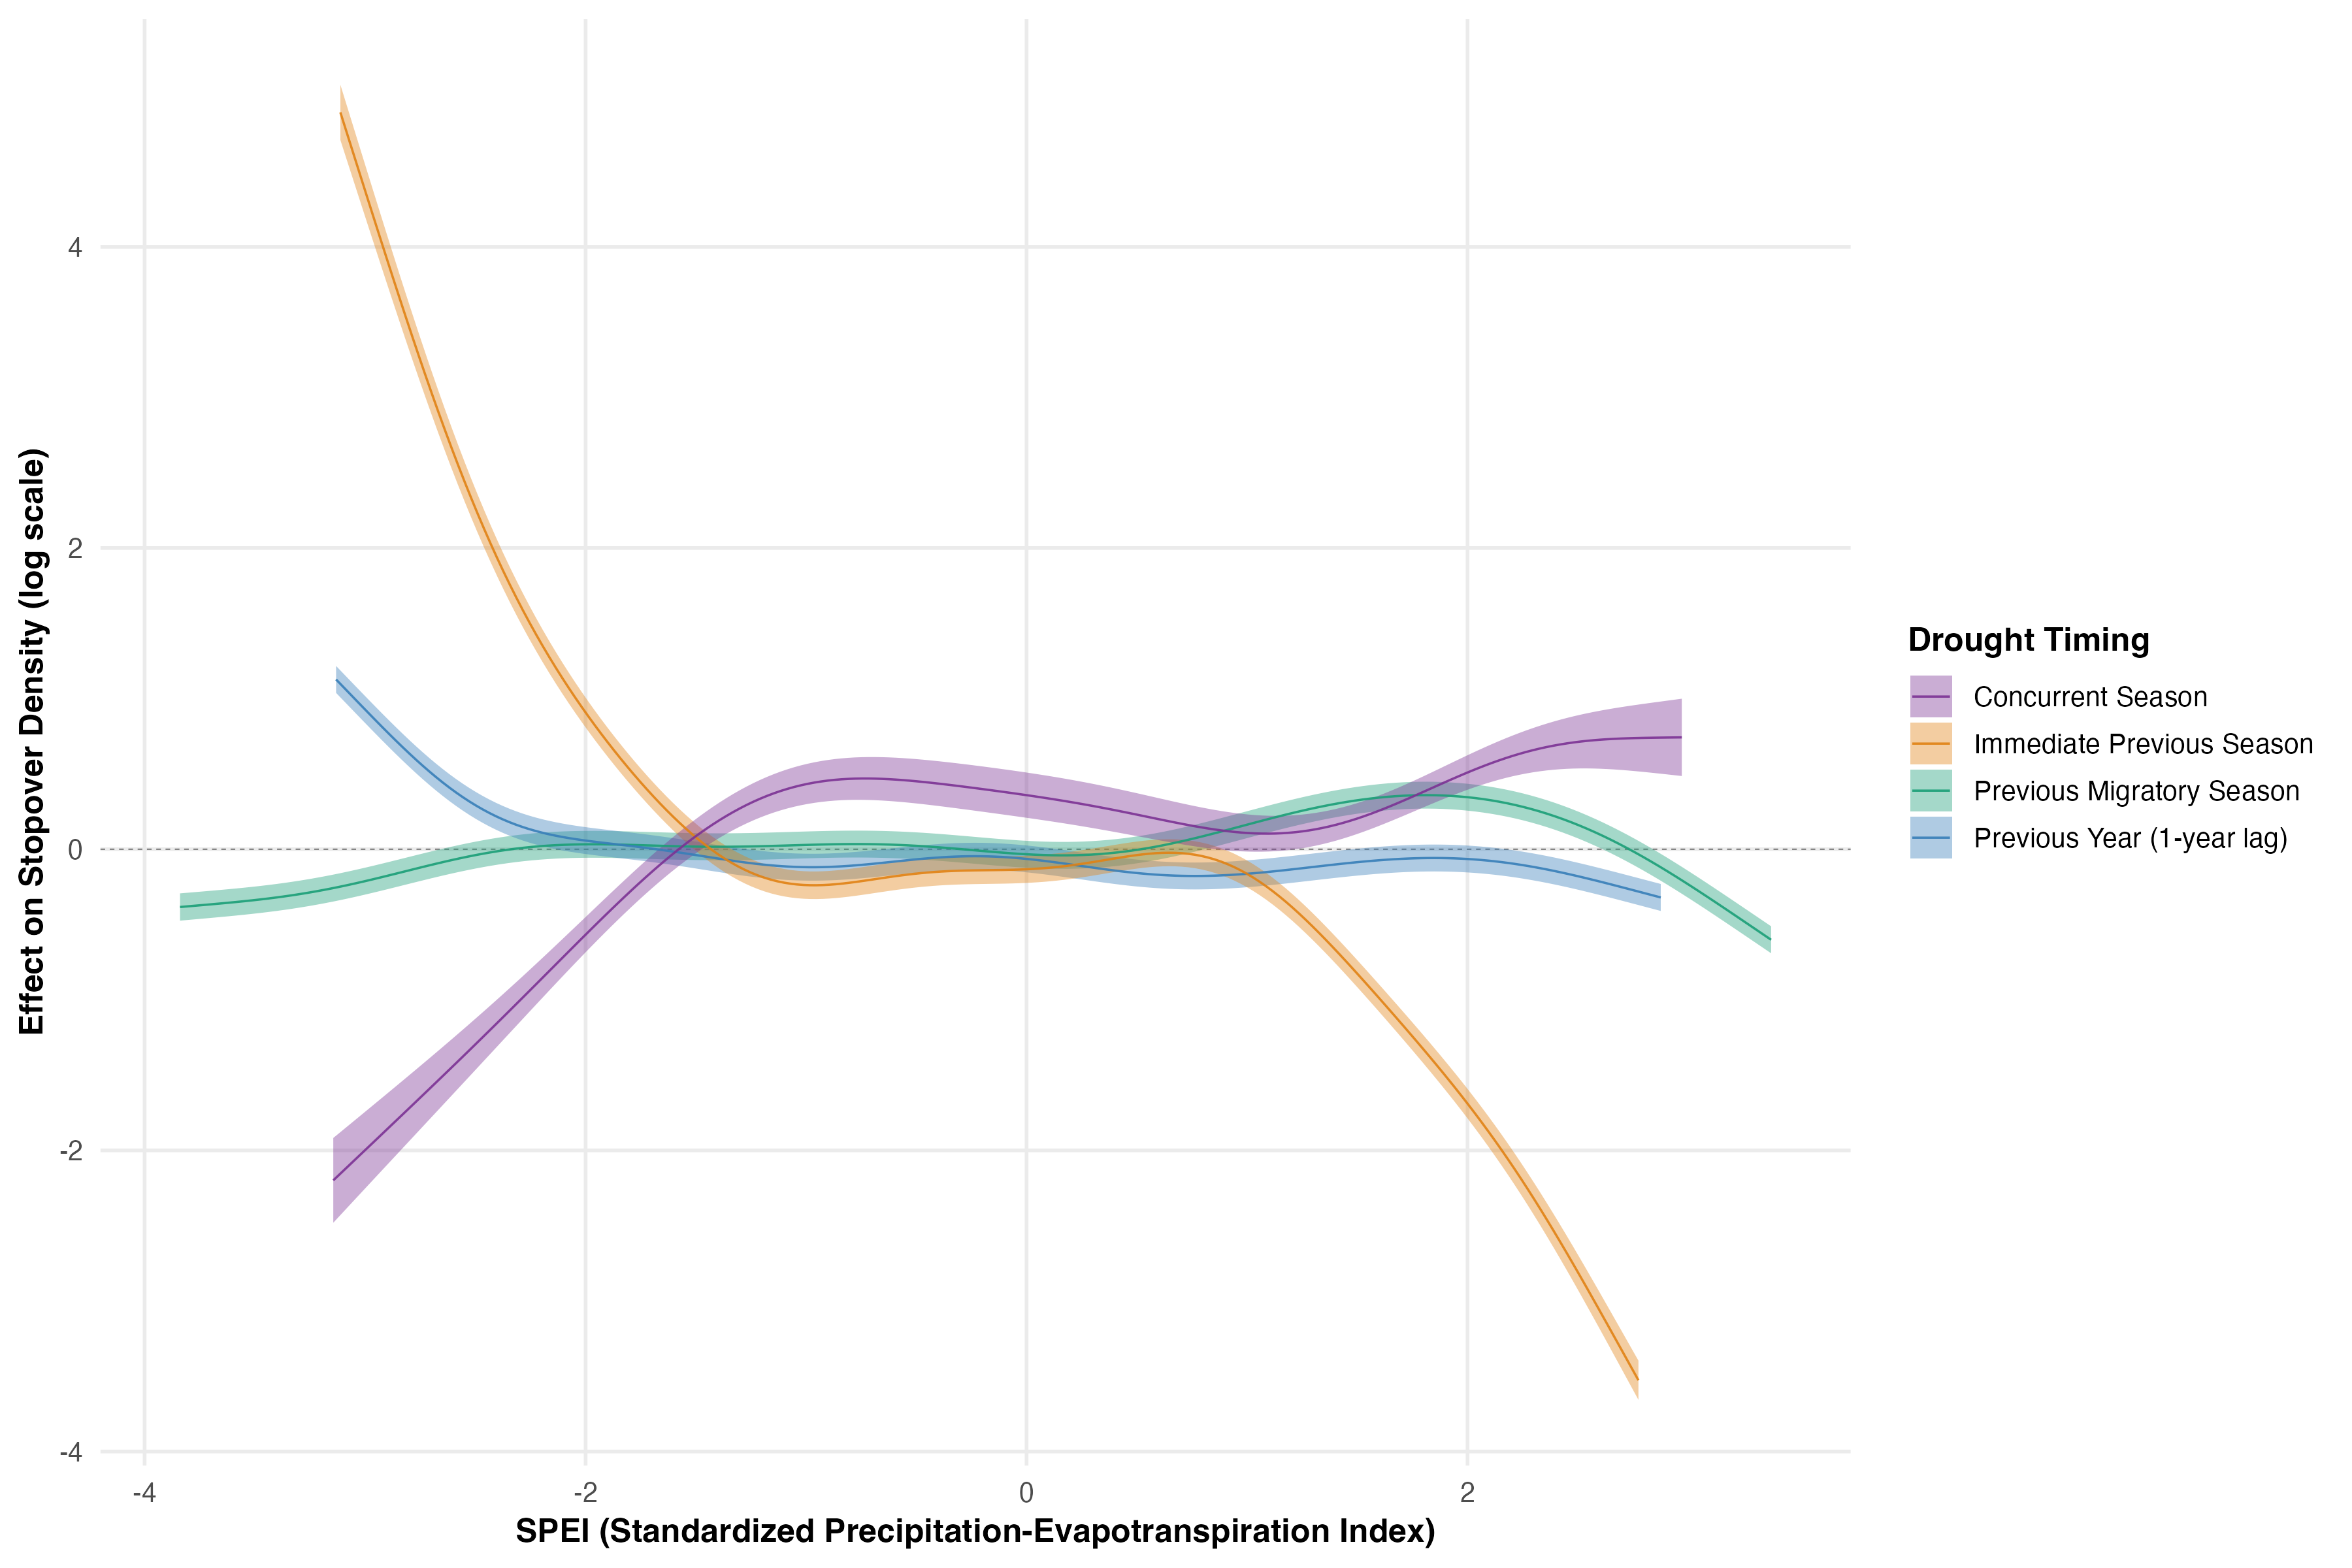 Effect on Stopover Density (log scale)
4
2
0
-2
-4
-4
-2
0
2
SPEI (Standardized Precipitation-Evapotranspiration Index)
Drought Timing
Concurrent Season
Immediate Previous Season
Previous Migratory Season
Previous Year (1-year lag)